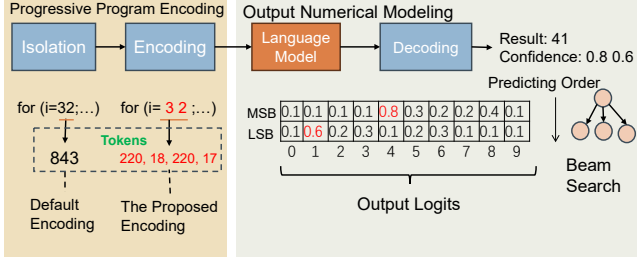 Progressive Program Encoding
Output Numerical Modeling
Isolation
Encoding
Language
Model
Decoding
Result: 41
Confidence: 0.8 0.6
for (i=32;...)
for (i= 3 2 ;...)
Tokens
843
220, 18, 220, 17
Default
Encoding
The Proposed
Encoding
Predicting Order
MSB 0.1 0.1 0.1 0.1 0.8 0.3 0.2 0.2 0.4 0.1
LSB 0.1 0.6 0.2 0.3 0.1 0.2 0.3 0.1 0.1 0.1
0 1 2 3 4 5 6 7 8 9
Output Logits
Beam
Search